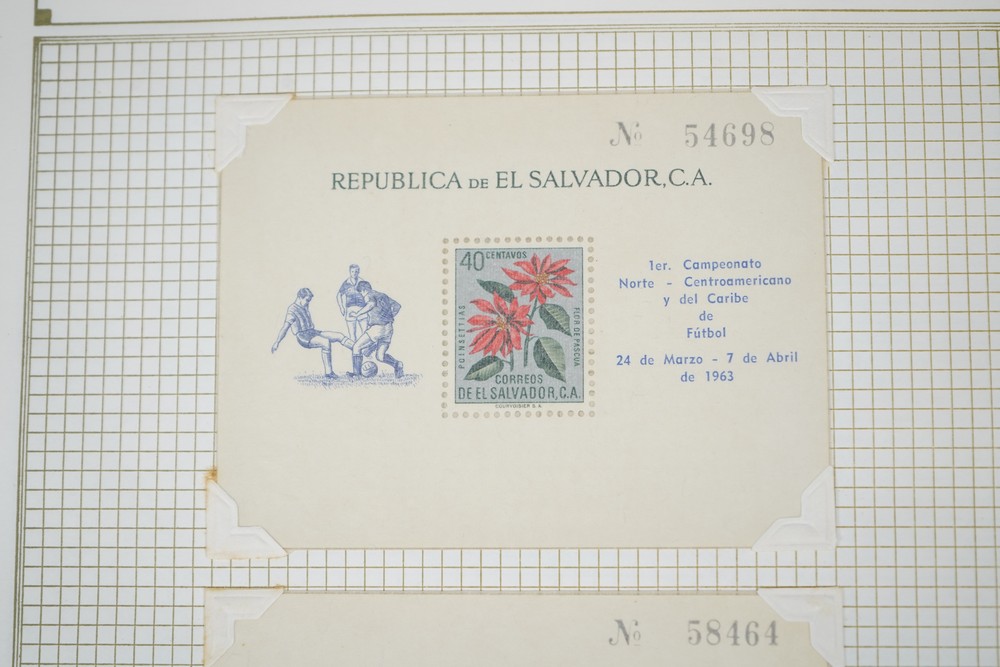 Nº 54698
REPUBLICA DE EL SALVADOR, C.A.
40 CENTAVOS
POINSETTIAS
FLOR DE PASCUA
CORREOS
DE EL SALVADOR, C.A.
COURVOISIER S.A.
1er. Campeonato
Norte - Centroamericano
y del Caribe
de
Fútbol
24 de Marzo - 7 de Abril
de 1963
Nº 58464